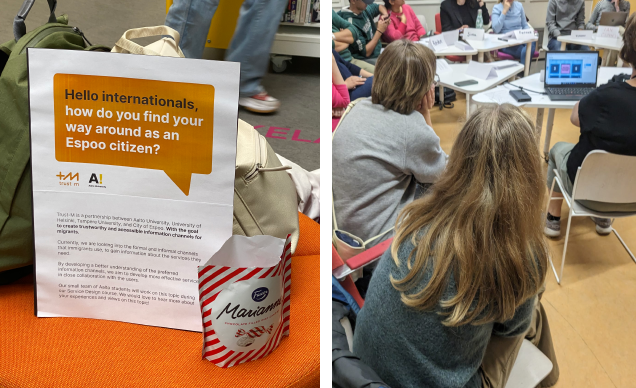 Hello internationals,
how do you find your
way around as an
Espoo citizen?
Trust m
A!
Trust-M is a partnership between Aalto University, University of
Helsinki, Tampere University, and City of Espoo. With the goal
to create trustworthy and accessible information channels for
migrants.
Currently, we are looking into the formal and informal channels
that immigrants use, to gain information about the services they
need.
By developing a better understanding of the preferred
information channels, we aim to develop more effective services
in close collaboration with the users.
Our small team of Aalto students will work on this topic during
our Service Design course. We would love to hear more about
your experiences and views on this topic!
Fazer
Marianne